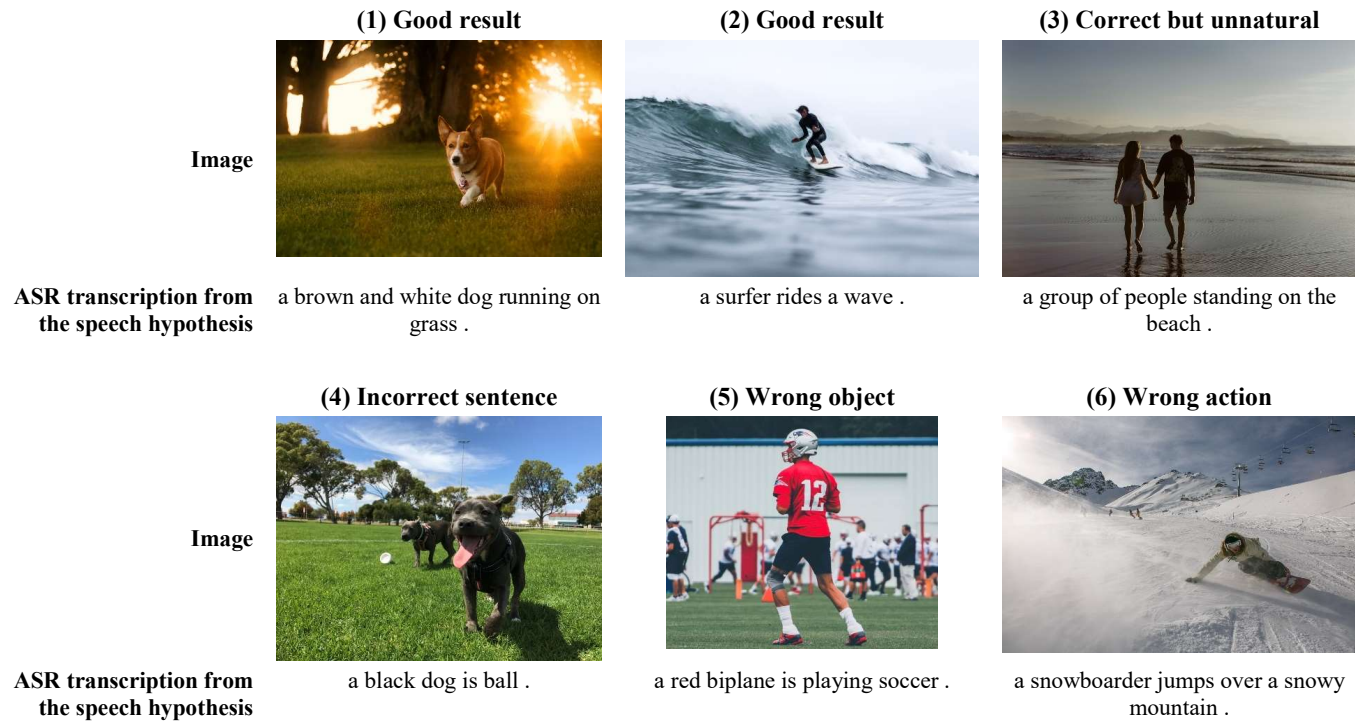 (1) Good result
(2) Good result
(3) Correct but unnatural
Image
ASR transcription from
the speech hypothesis
a brown and white dog running on
grass .
a surfer rides a wave .
a group of people standing on the
beach .
(4) Incorrect sentence
(5) Wrong object
(6) Wrong action
Image
12
ASR transcription from
the speech hypothesis
a black dog is ball .
a red biplane is playing soccer .
a snowboarder jumps over a snowy
mountain .